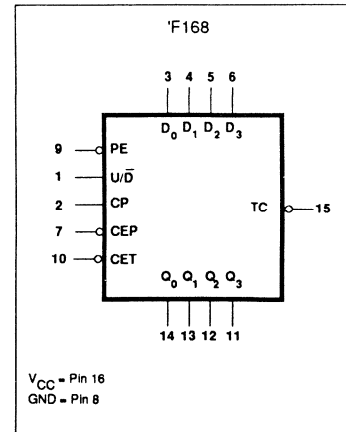 'F168
3 4 5 6
D₀ D₁ D₂ D₃
9 PE
1 U/D̅
2 CP
TC 15
7 CEP
10 CET
Q₀ Q₁ Q₂ Q₃
14 13 12 11
V_CC = Pin 16
GND = Pin 8